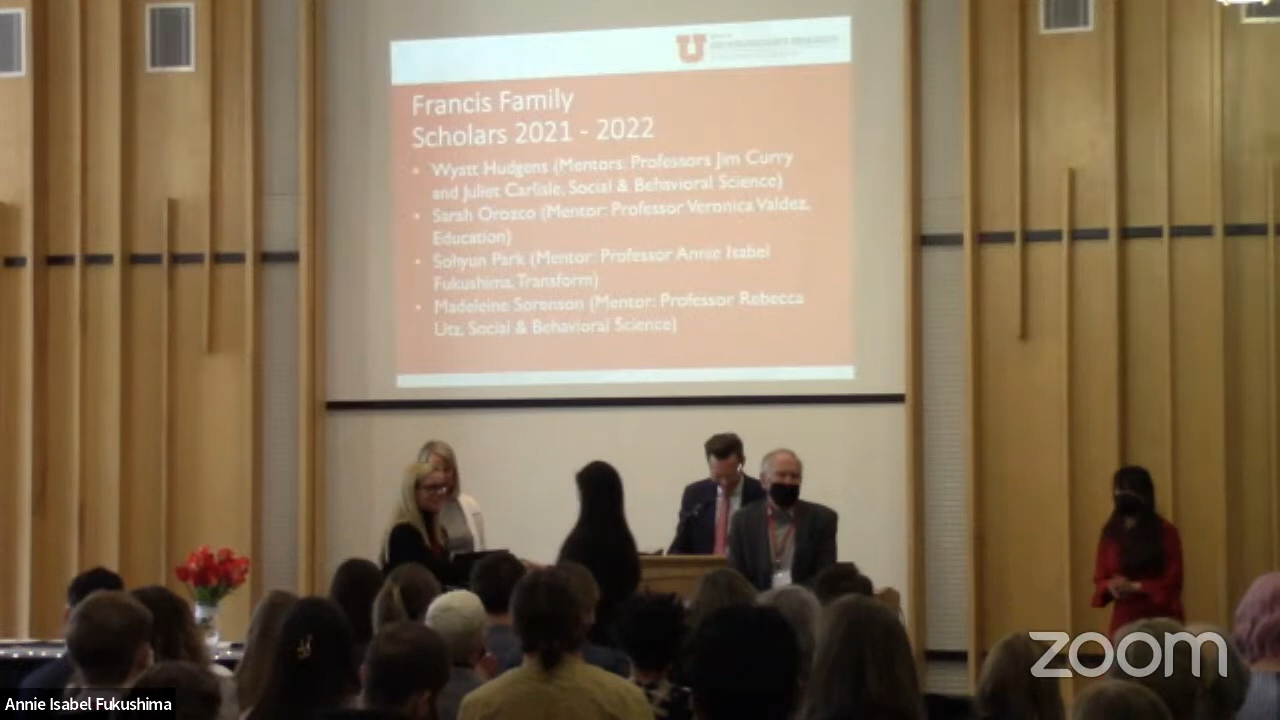 U
UNDERGRADUATE RESEARCH
Francis Family
Scholars 2021 - 2022
• Wyatt Hudgens (Mentors: Professors Jim Curry
and Juliet Carlisle, Social & Behavioral Science)
• Sarah Orozco (Mentor: Professor Veronica Valdez,
Education)
• Sohyun Park (Mentor: Professor Annie Isabel
Fukushima, Transform)
• Madeleine Sorenson (Mentor: Professor Rebecca
Utz, Social & Behavioral Science)
zoom
Annie Isabel Fukushima